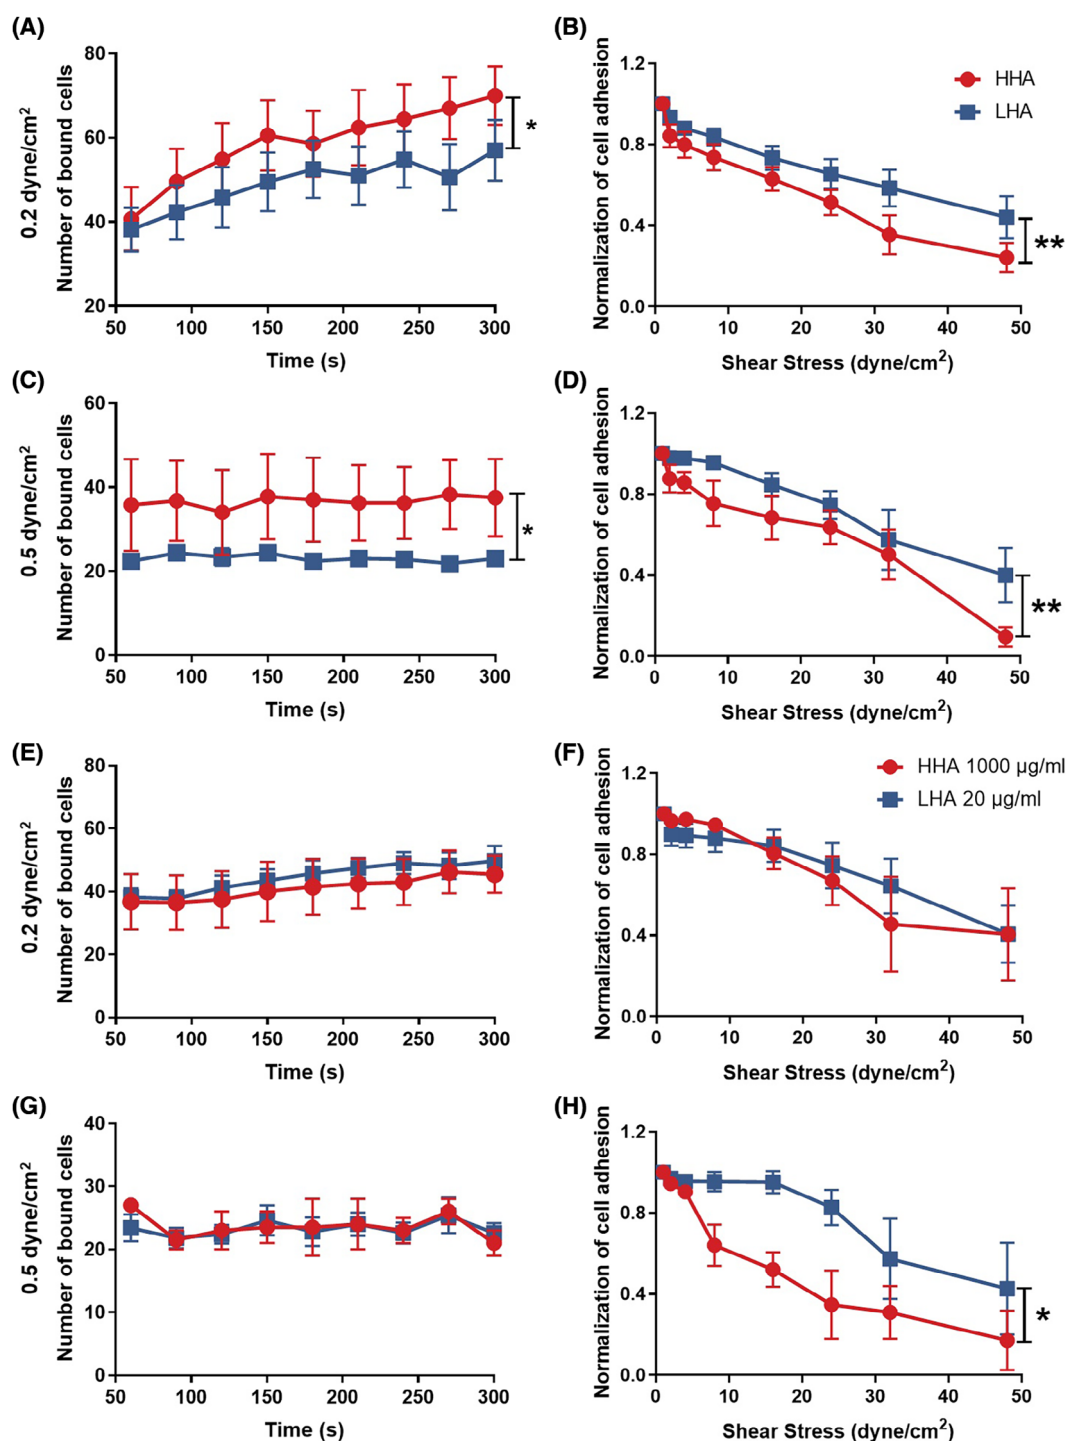 (A)
0.2 dyne/cm²
Number of bound cells
80
60
40
20
50 100 150 200 250 300
Time (s)
*
(B)
Normalization of cell adhesion
1.2
0.8
0.4
0.0
0 10 20 30 40 50
Shear Stress (dyne/cm²)
HHA
LHA
**
(C)
0.5 dyne/cm²
Number of bound cells
60
40
20
0
50 100 150 200 250 300
Time (s)
*
(D)
Normalization of cell adhesion
1.2
0.8
0.4
0.0
0 10 20 30 40 50
Shear Stress (dyne/cm²)
**
(E)
0.2 dyne/cm²
Number of bound cells
80
60
40
20
0
50 100 150 200 250 300
Time (s)
(F)
Normalization of cell adhesion
1.2
0.8
0.4
0.0
0 10 20 30 40 50
Shear Stress (dyne/cm²)
HHA 1000 µg/ml
LHA 20 µg/ml
(G)
0.5 dyne/cm²
Number of bound cells
40
30
20
10
0
50 100 150 200 250 300
Time (s)
(H)
Normalization of cell adhesion
1.2
0.8
0.4
0.0
0 10 20 30 40 50
Shear Stress (dyne/cm²)
*